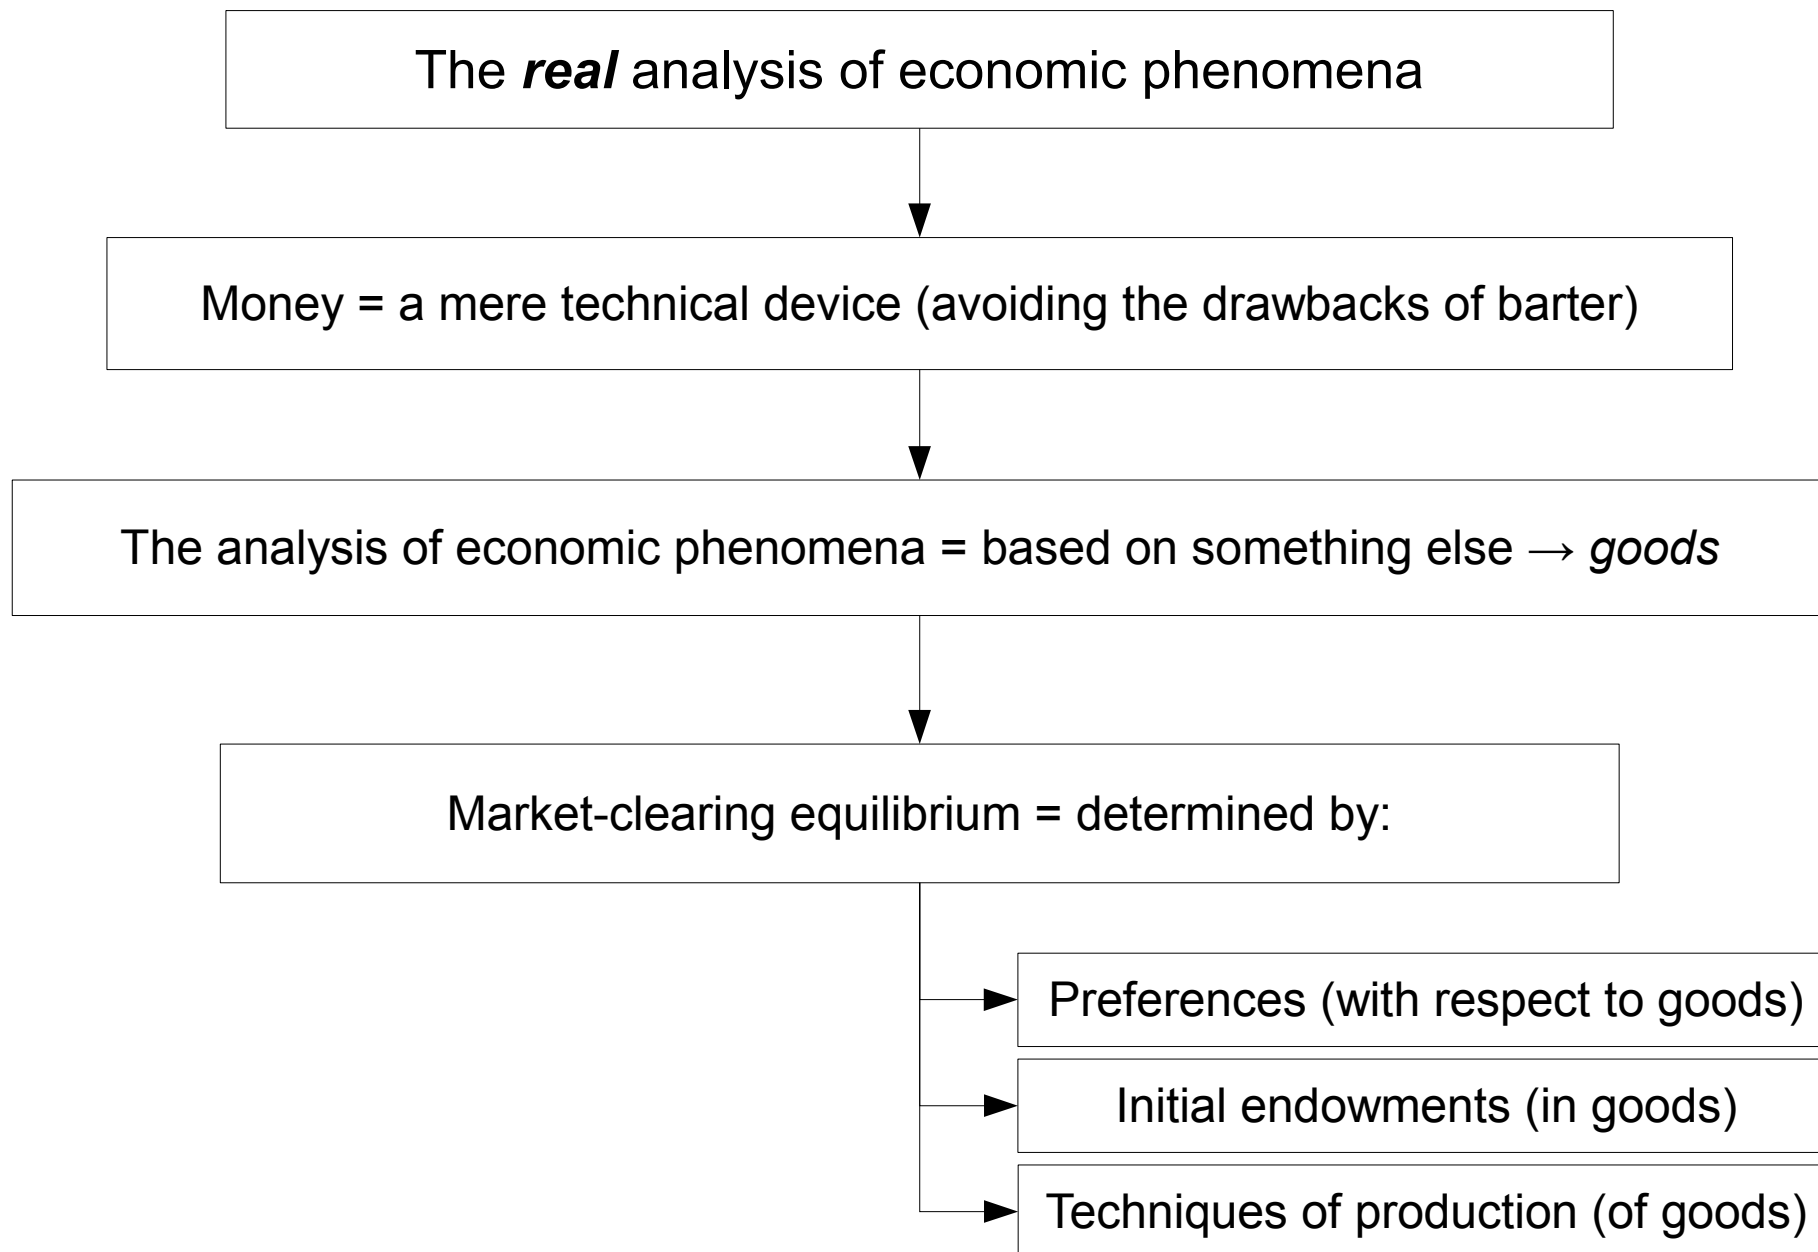 The real analysis of economic phenomena
Money = a mere technical device (avoiding the drawbacks of barter)
The analysis of economic phenomena = based on something else → goods
Market-clearing equilibrium = determined by:
Preferences (with respect to goods)
Initial endowments (in goods)
Techniques of production (of goods)